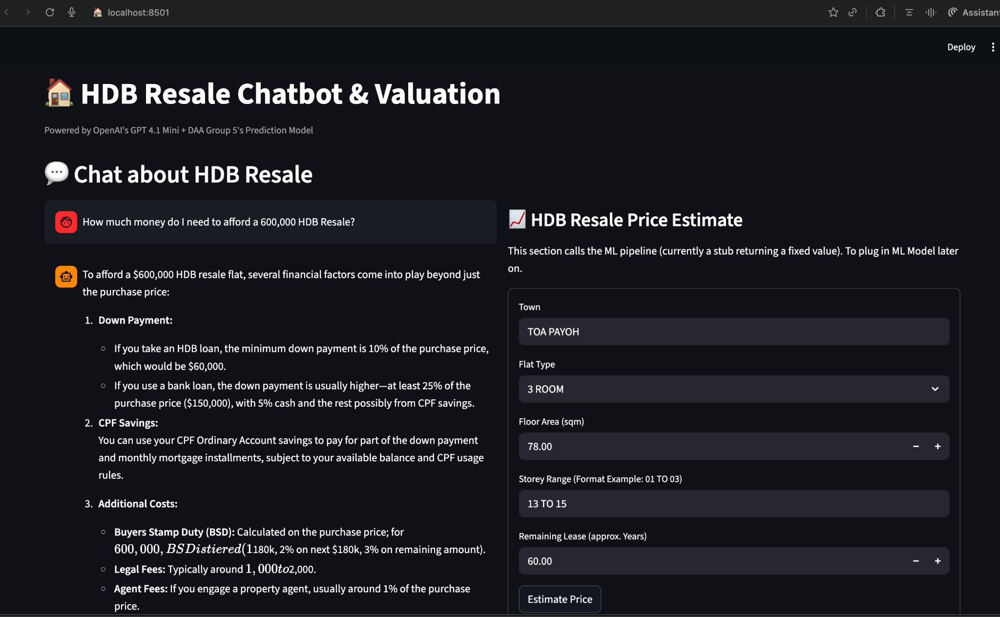 localhost:8501
Assistan
Deploy
HDB Resale Chatbot & Valuation
Powered by OpenAI's GPT 4.1 Mini + DAA Group 5's Prediction Model
Chat about HDB Resale
How much money do I need to afford a 600,000 HDB Resale?
To afford a $600,000 HDB resale flat, several financial factors come into play beyond just
the purchase price:
1. Down Payment:
If you take an HDB loan, the minimum down payment is 10% of the purchase price,
which would be $60,000.
If you use a bank loan, the down payment is usually higher—at least 25% of the
purchase price ($150,000), with 5% cash and the rest possibly from CPF savings.
2. CPF Savings:
You can use your CPF Ordinary Account savings to pay for part of the down payment
and monthly mortgage installments, subject to your available balance and CPF usage
rules.
3. Additional Costs:
Buyers Stamp Duty (BSD): Calculated on the purchase price; for
600, 000, BSDistiered(1180k, 2% on next $180k, 3% on remaining amount).
Legal Fees: Typically around 1, 000to2,000.
Agent Fees: If you engage a property agent, usually around 1% of the purchase
price.
HDB Resale Price Estimate
This section calls the ML pipeline (currently a stub returning a fixed value). To plug in ML Model later
on.
Town
TOA PAYOH
Flat Type
3 ROOM
Floor Area (sqm)
78.00
Storey Range (Format Example: 01 TO 03)
13 TO 15
Remaining Lease (approx. Years)
60.00
Estimate Price